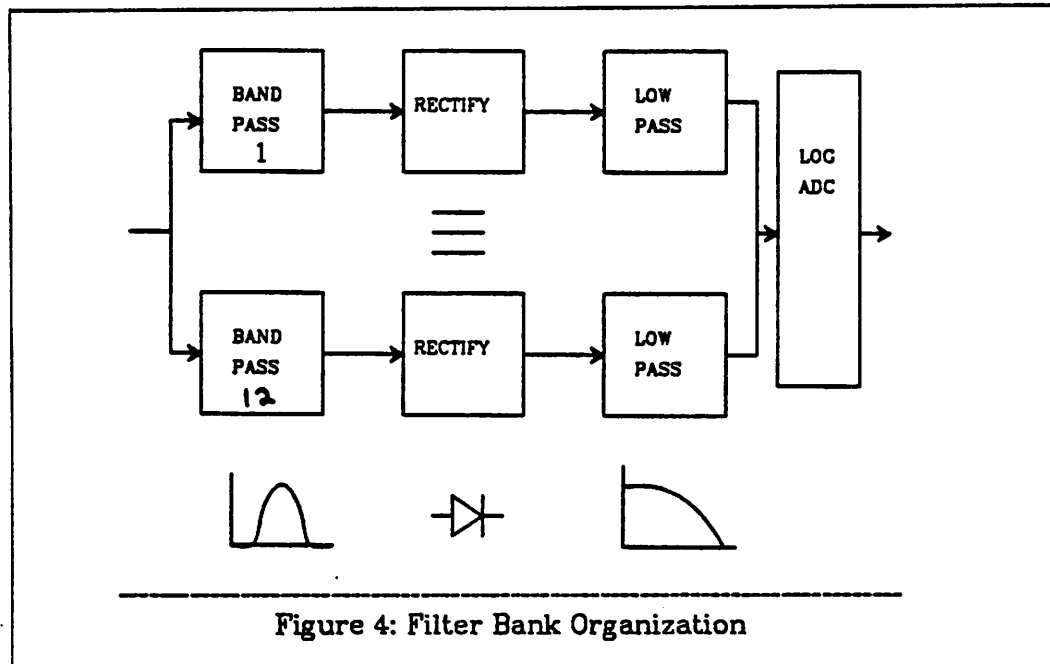 BAND
PASS
1
RECTIFY
LOW
PASS
LOG
ADC
BAND
PASS
12
RECTIFY
LOW
PASS
Figure 4: Filter Bank Organization